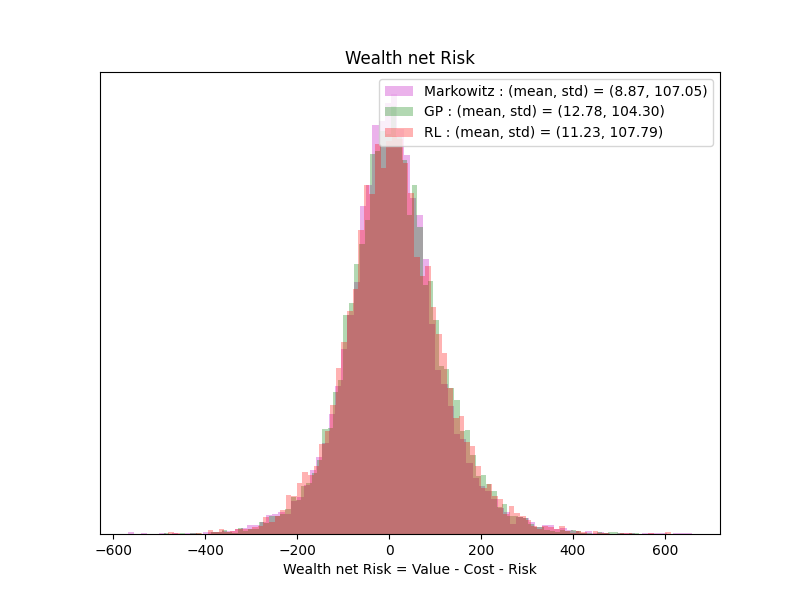 Wealth net Risk
Markowitz : (mean, std) = (8.87, 107.05)
GP : (mean, std) = (12.78, 104.30)
RL : (mean, std) = (11.23, 107.79)
−600 −400 −200 0 200 400 600
Wealth net Risk = Value - Cost - Risk